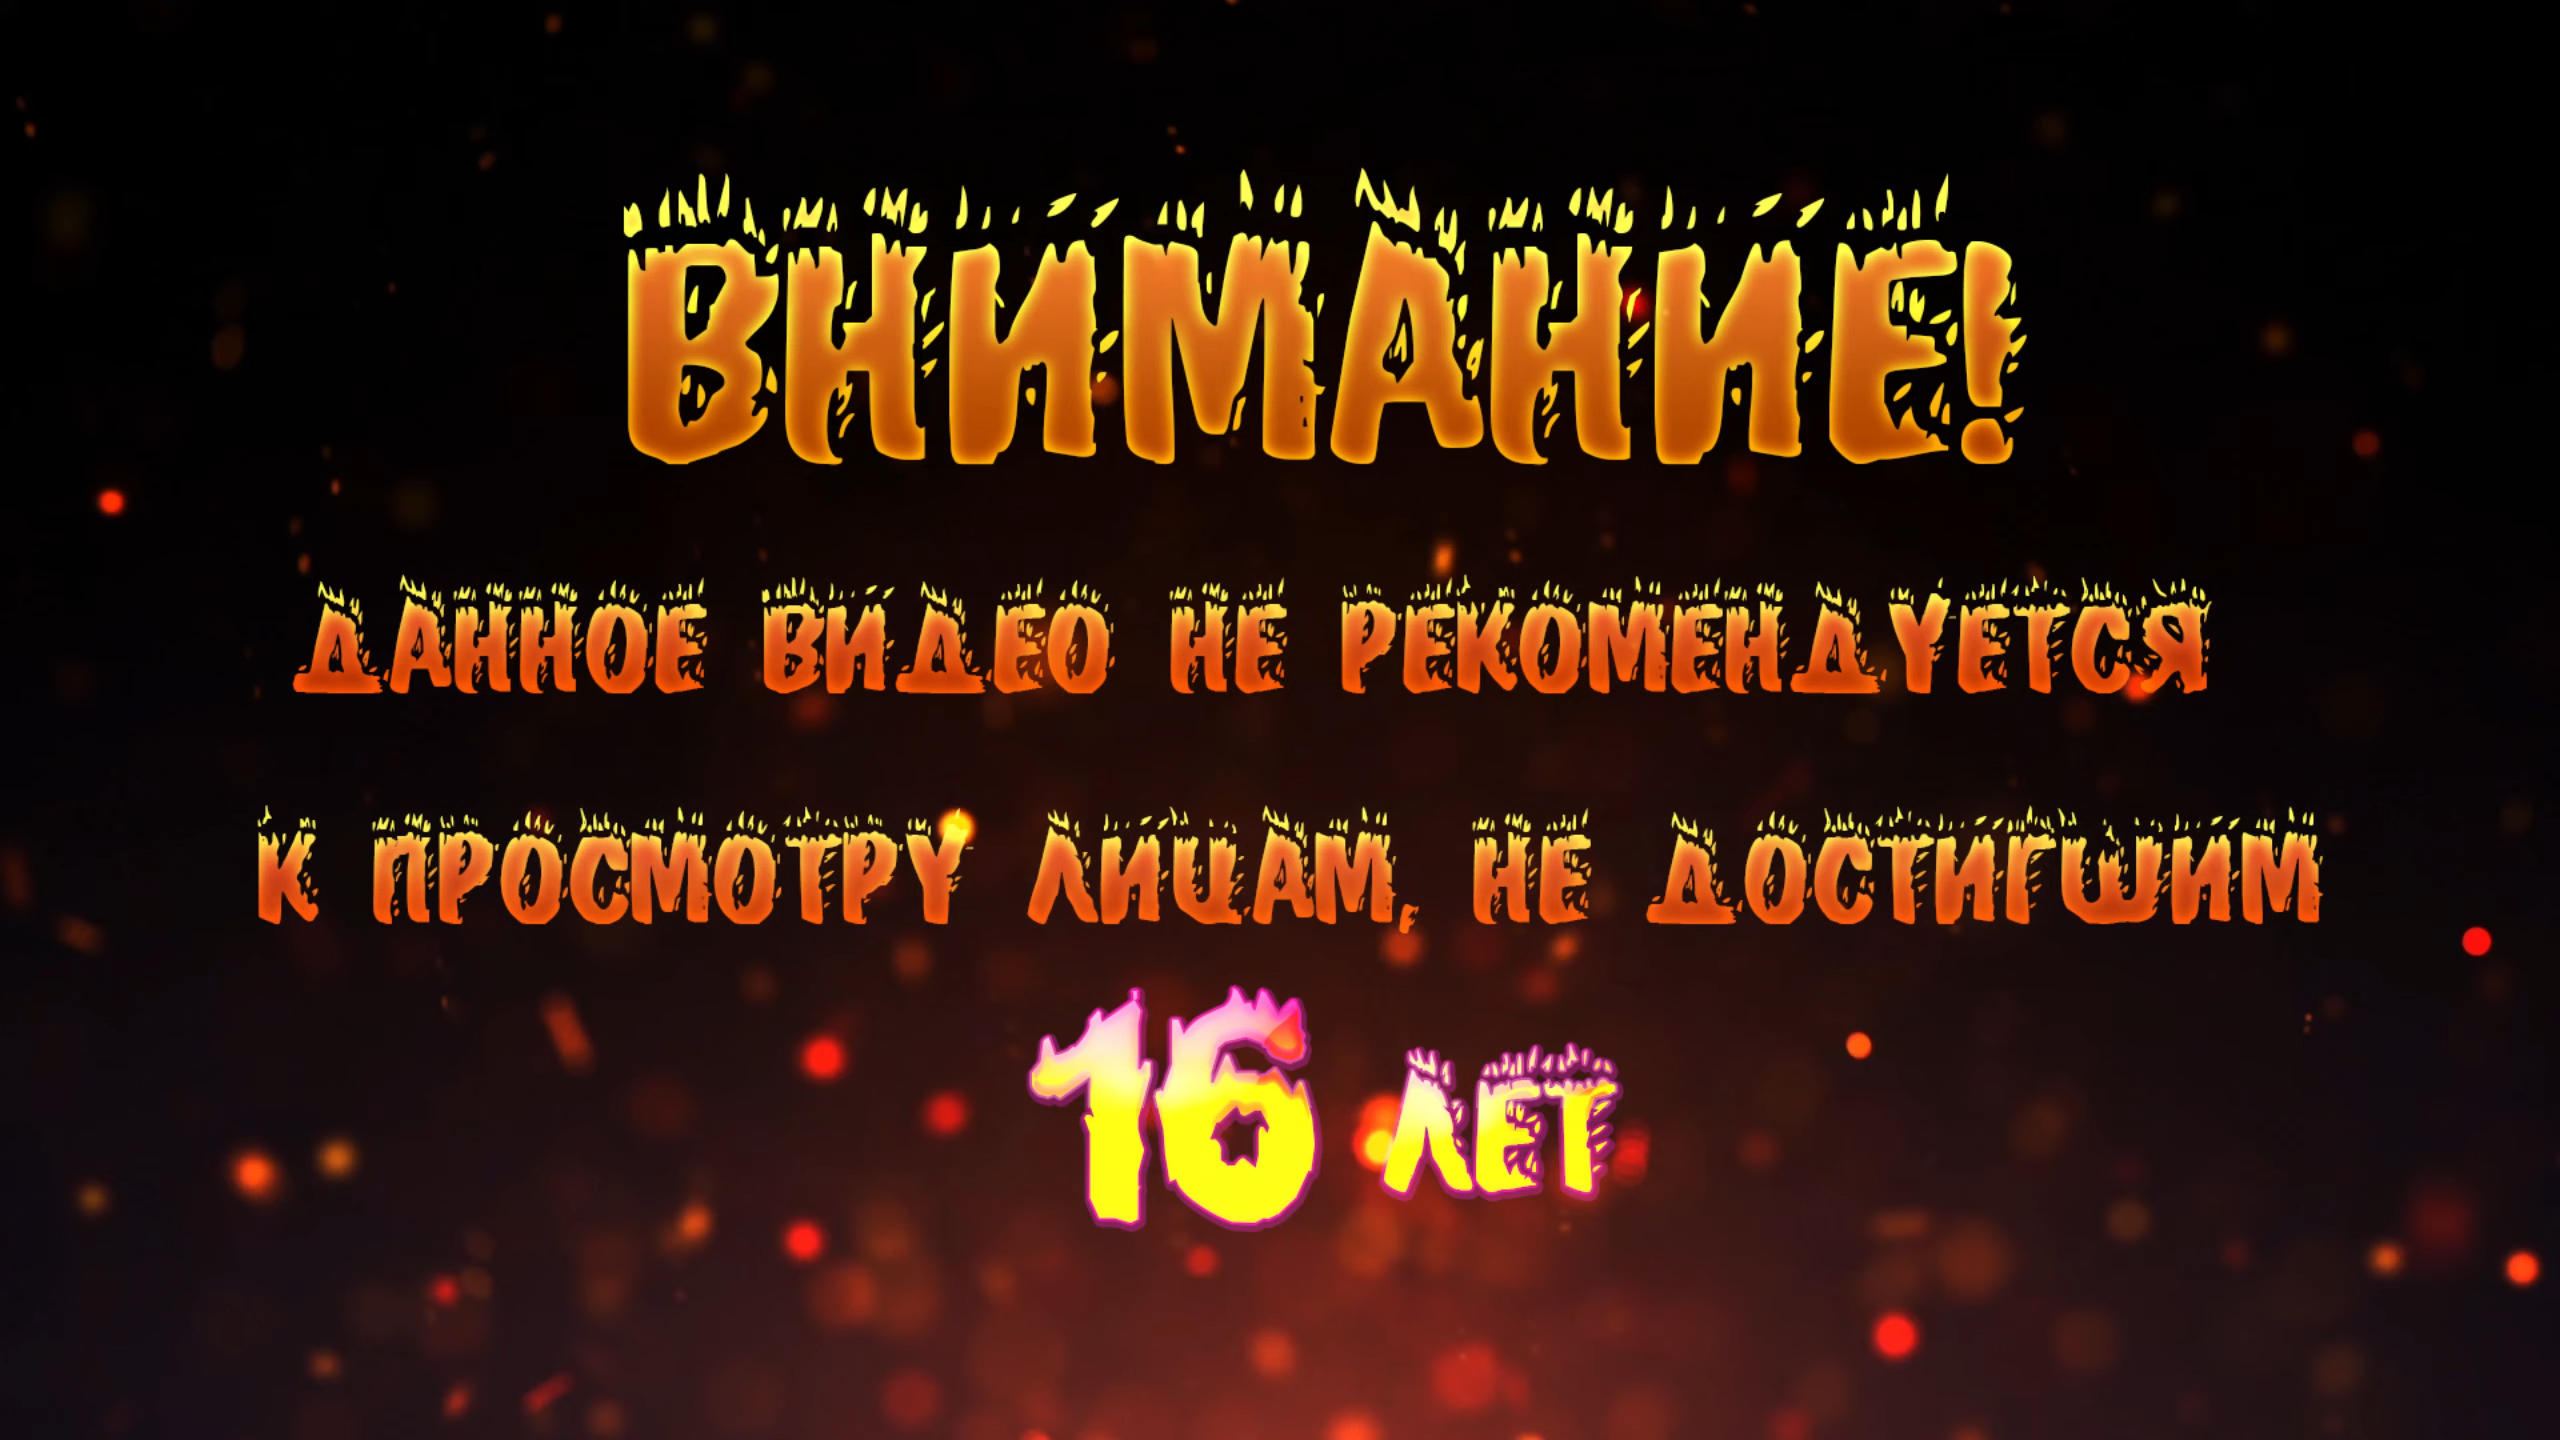 ВНИМАНИЕ!
ДАННОЕ ВИДЕО НЕ РЕКОМЕНДУЕТСЯ
К ПРОСМОТРУ ЛИЦАМ, НЕ ДОСТИГШИМ
16 ЛЕТ